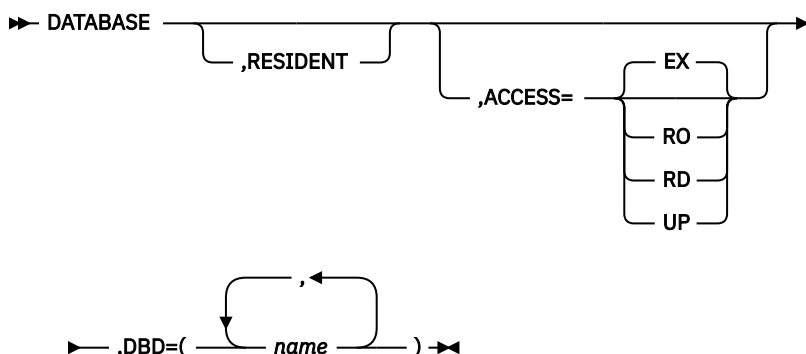 DATABASE
,RESIDENT
,ACCESS=
EX
RO
RD
UP
,DBD=(
,
name
)